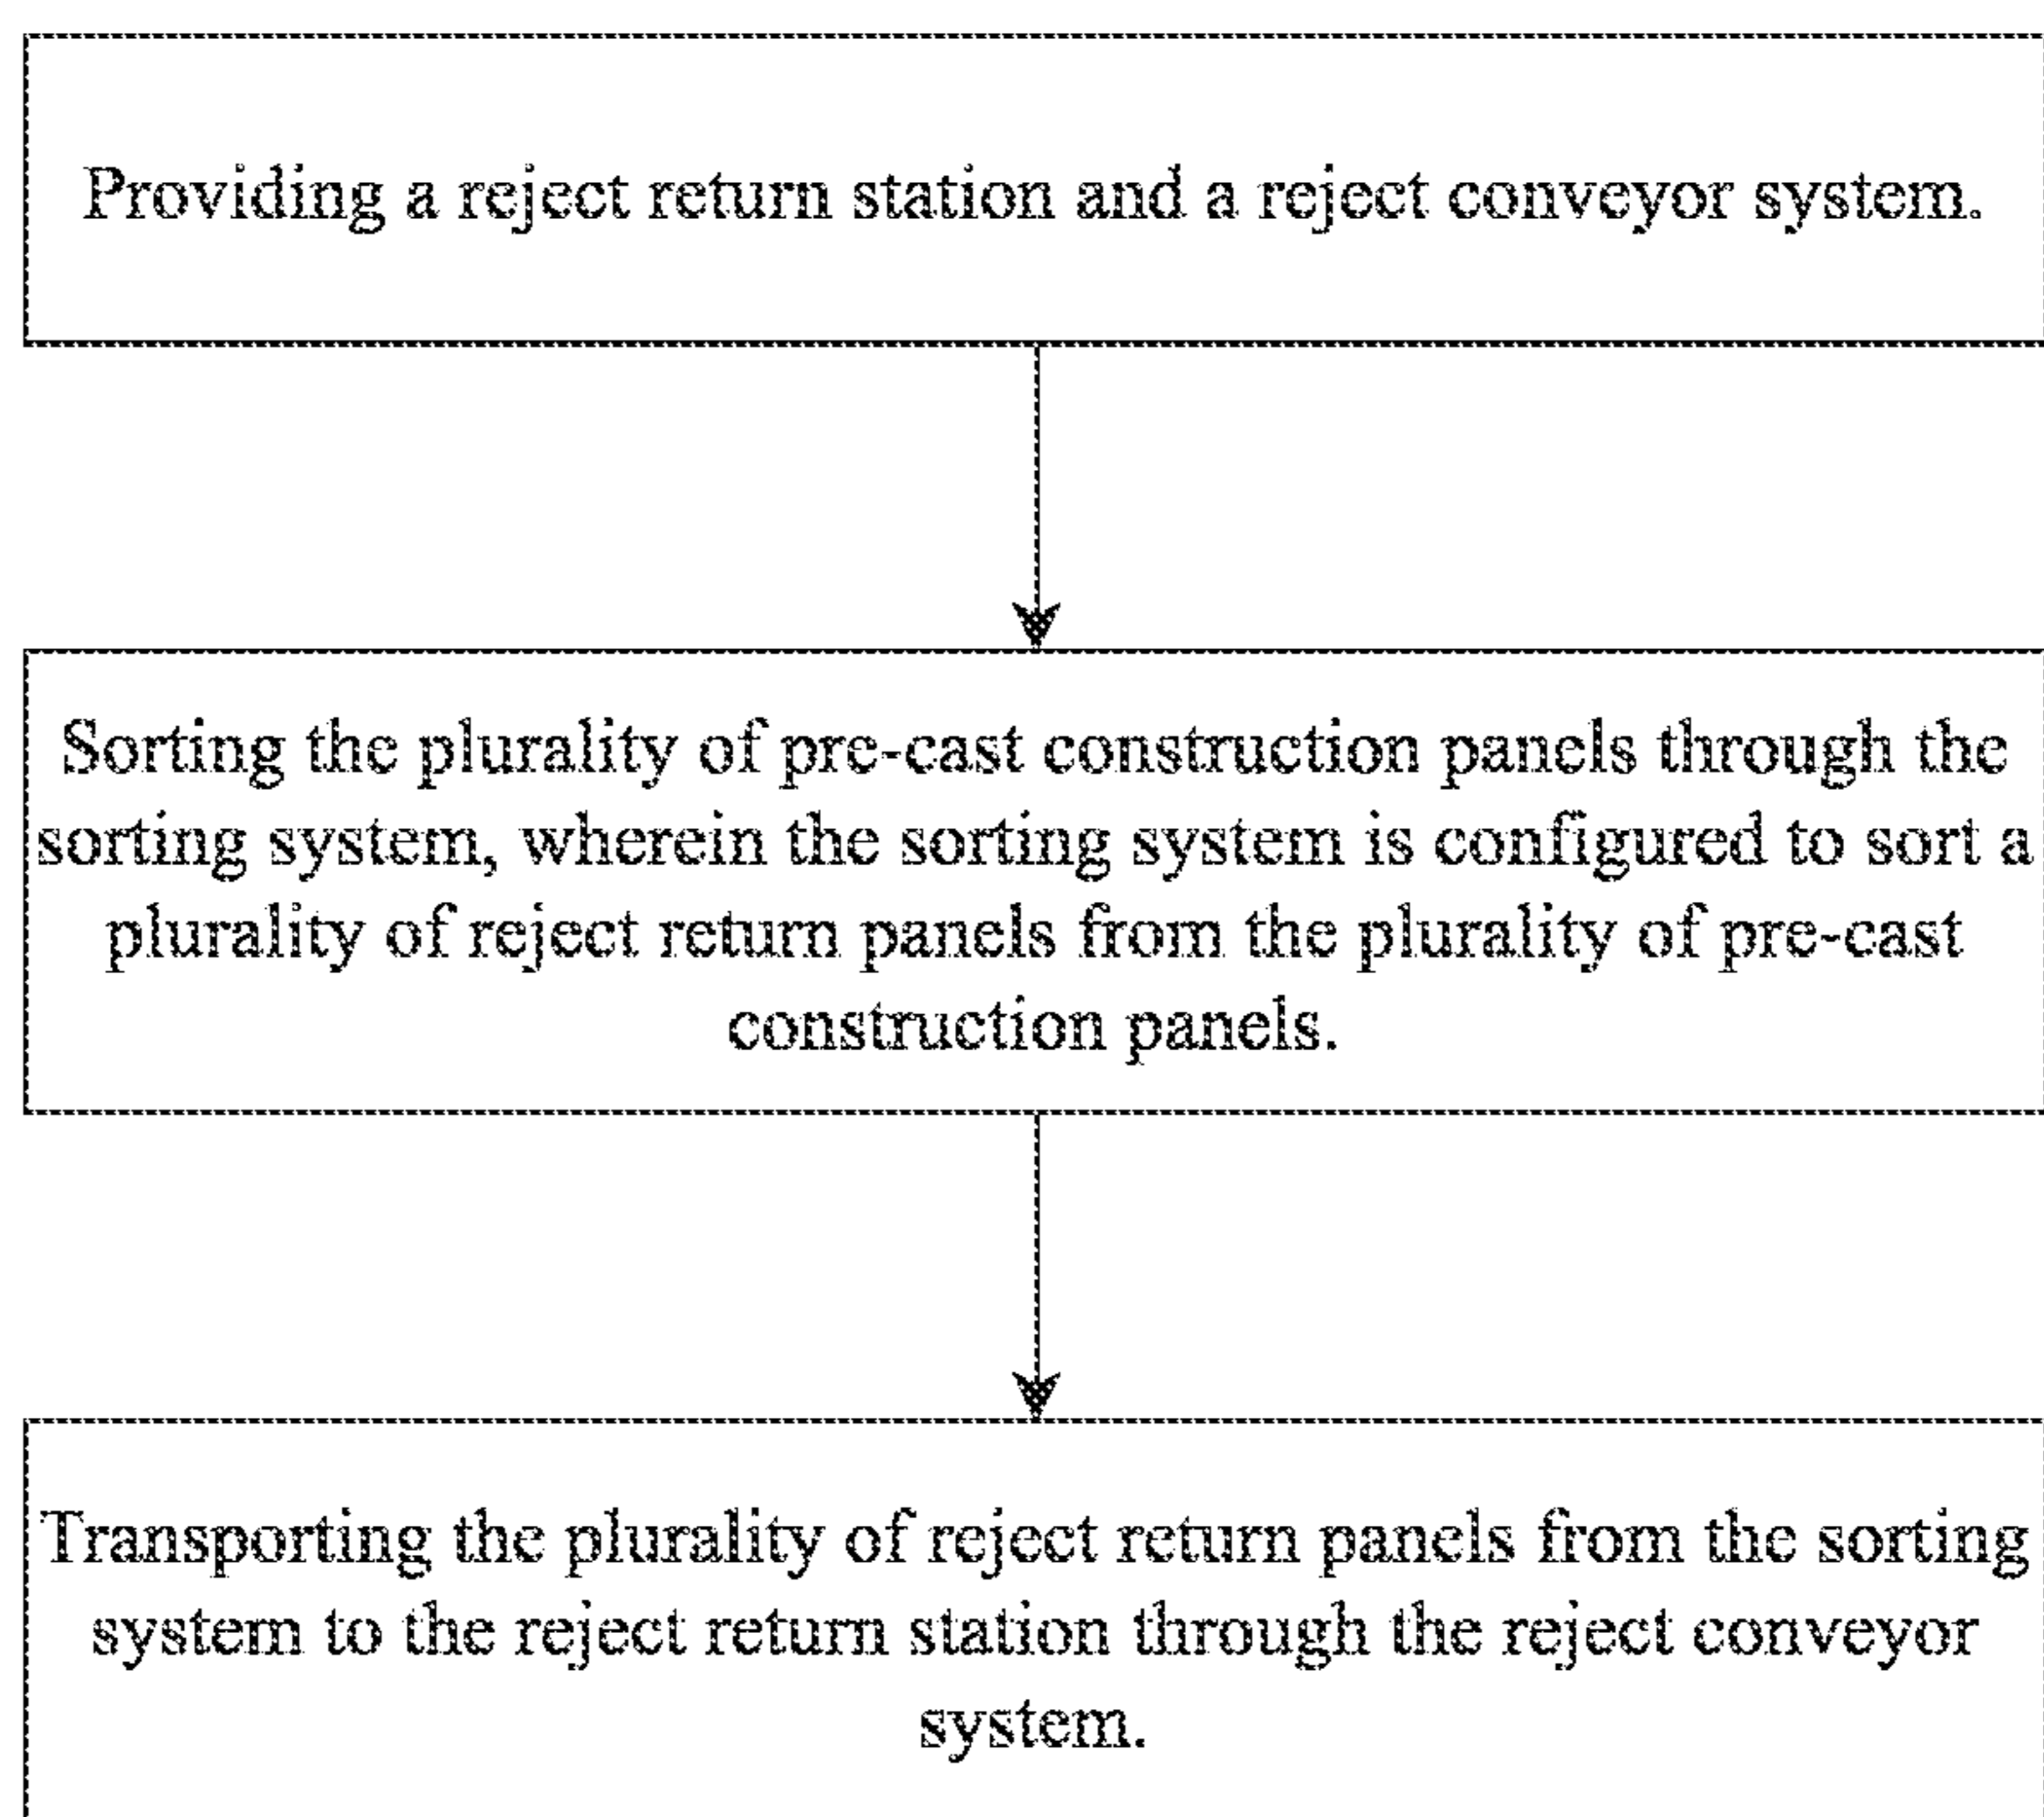 Providing a reject return station and a reject conveyor system.
Sorting the plurality of pre-cast construction panels through the
sorting system, wherein the sorting system is configured to sort a
plurality of reject return panels from the plurality of pre-cast
construction panels.
Transporting the plurality of reject return panels from the sorting
system to the reject return station through the reject conveyor
system.